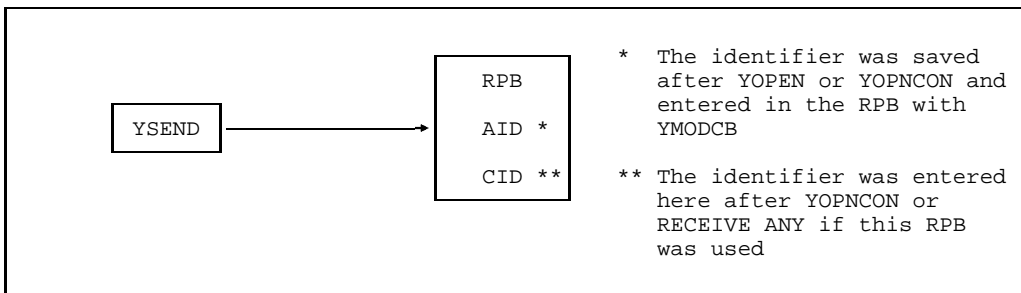 YSEND
RPB
AID *
CID **
* The identifier was saved
after YOPEN or YOPNCON and
entered in the RPB with
YMODCB
** The identifier was entered
here after YOPNCON or
RECEIVE ANY if this RPB
was used